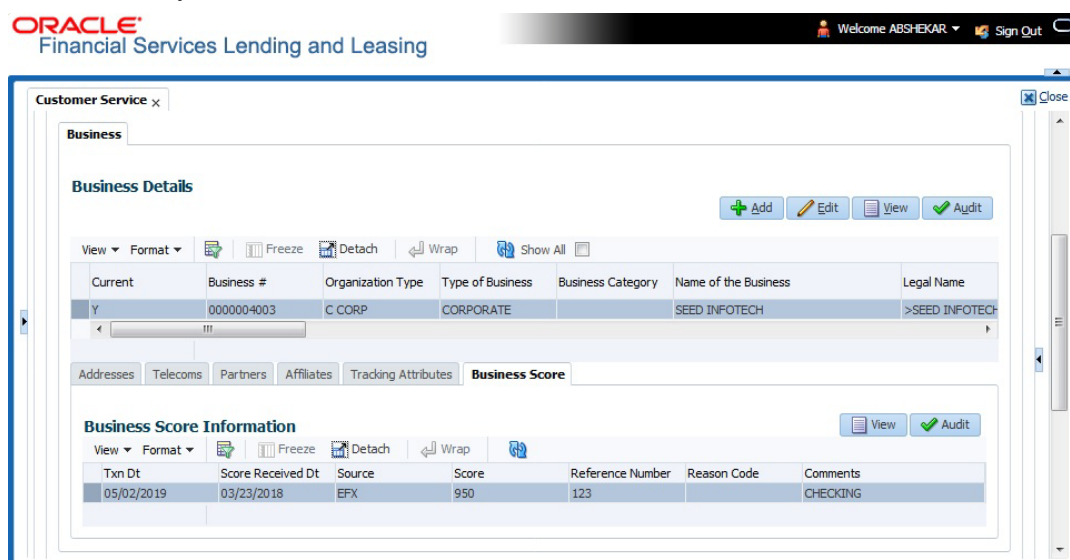 ORACLE
Welcome ABSHEKAR Sign Out
Financial Services Lending and Leasing
Customer Service x Close
Business
Business Details
Add Edit View Audit
View Format Freeze Detach Wrap Show All
Current Business # Organization Type Type of Business Business Category Name of the Business Legal Name
Y 0000004003 C CORP CORPORATE SEED INFOTECH >SEED INFOTECH
Addresses Telecoms Partners Affiliates Tracking Attributes Business Score
Business Score Information
View Audit
View Format Freeze Detach Wrap
Txn Dt Score Received Dt Source Score Reference Number Reason Code Comments
05/02/2019 03/23/2018 EFX 950 123 CHECKING